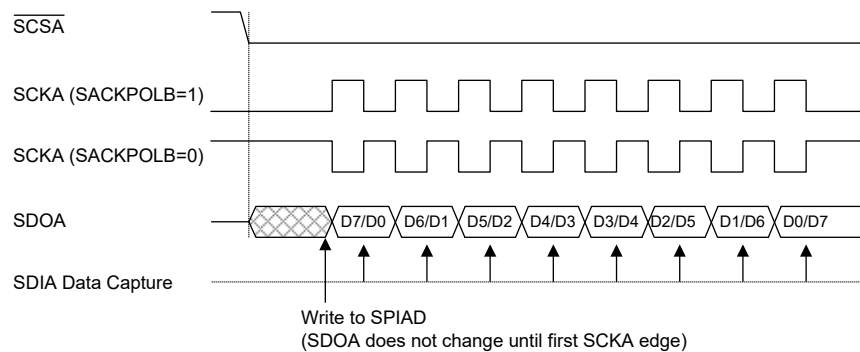 SCSA
SCKA (SACKPOLB=1)
SCKA (SACKPOLB=0)
SDOA
D7/D0 D6/D1 D5/D2 D4/D3 D3/D4 D2/D5 D1/D6 D0/D7
SDIA Data Capture
Write to SPIAD
(SDOA does not change until first SCKA edge)